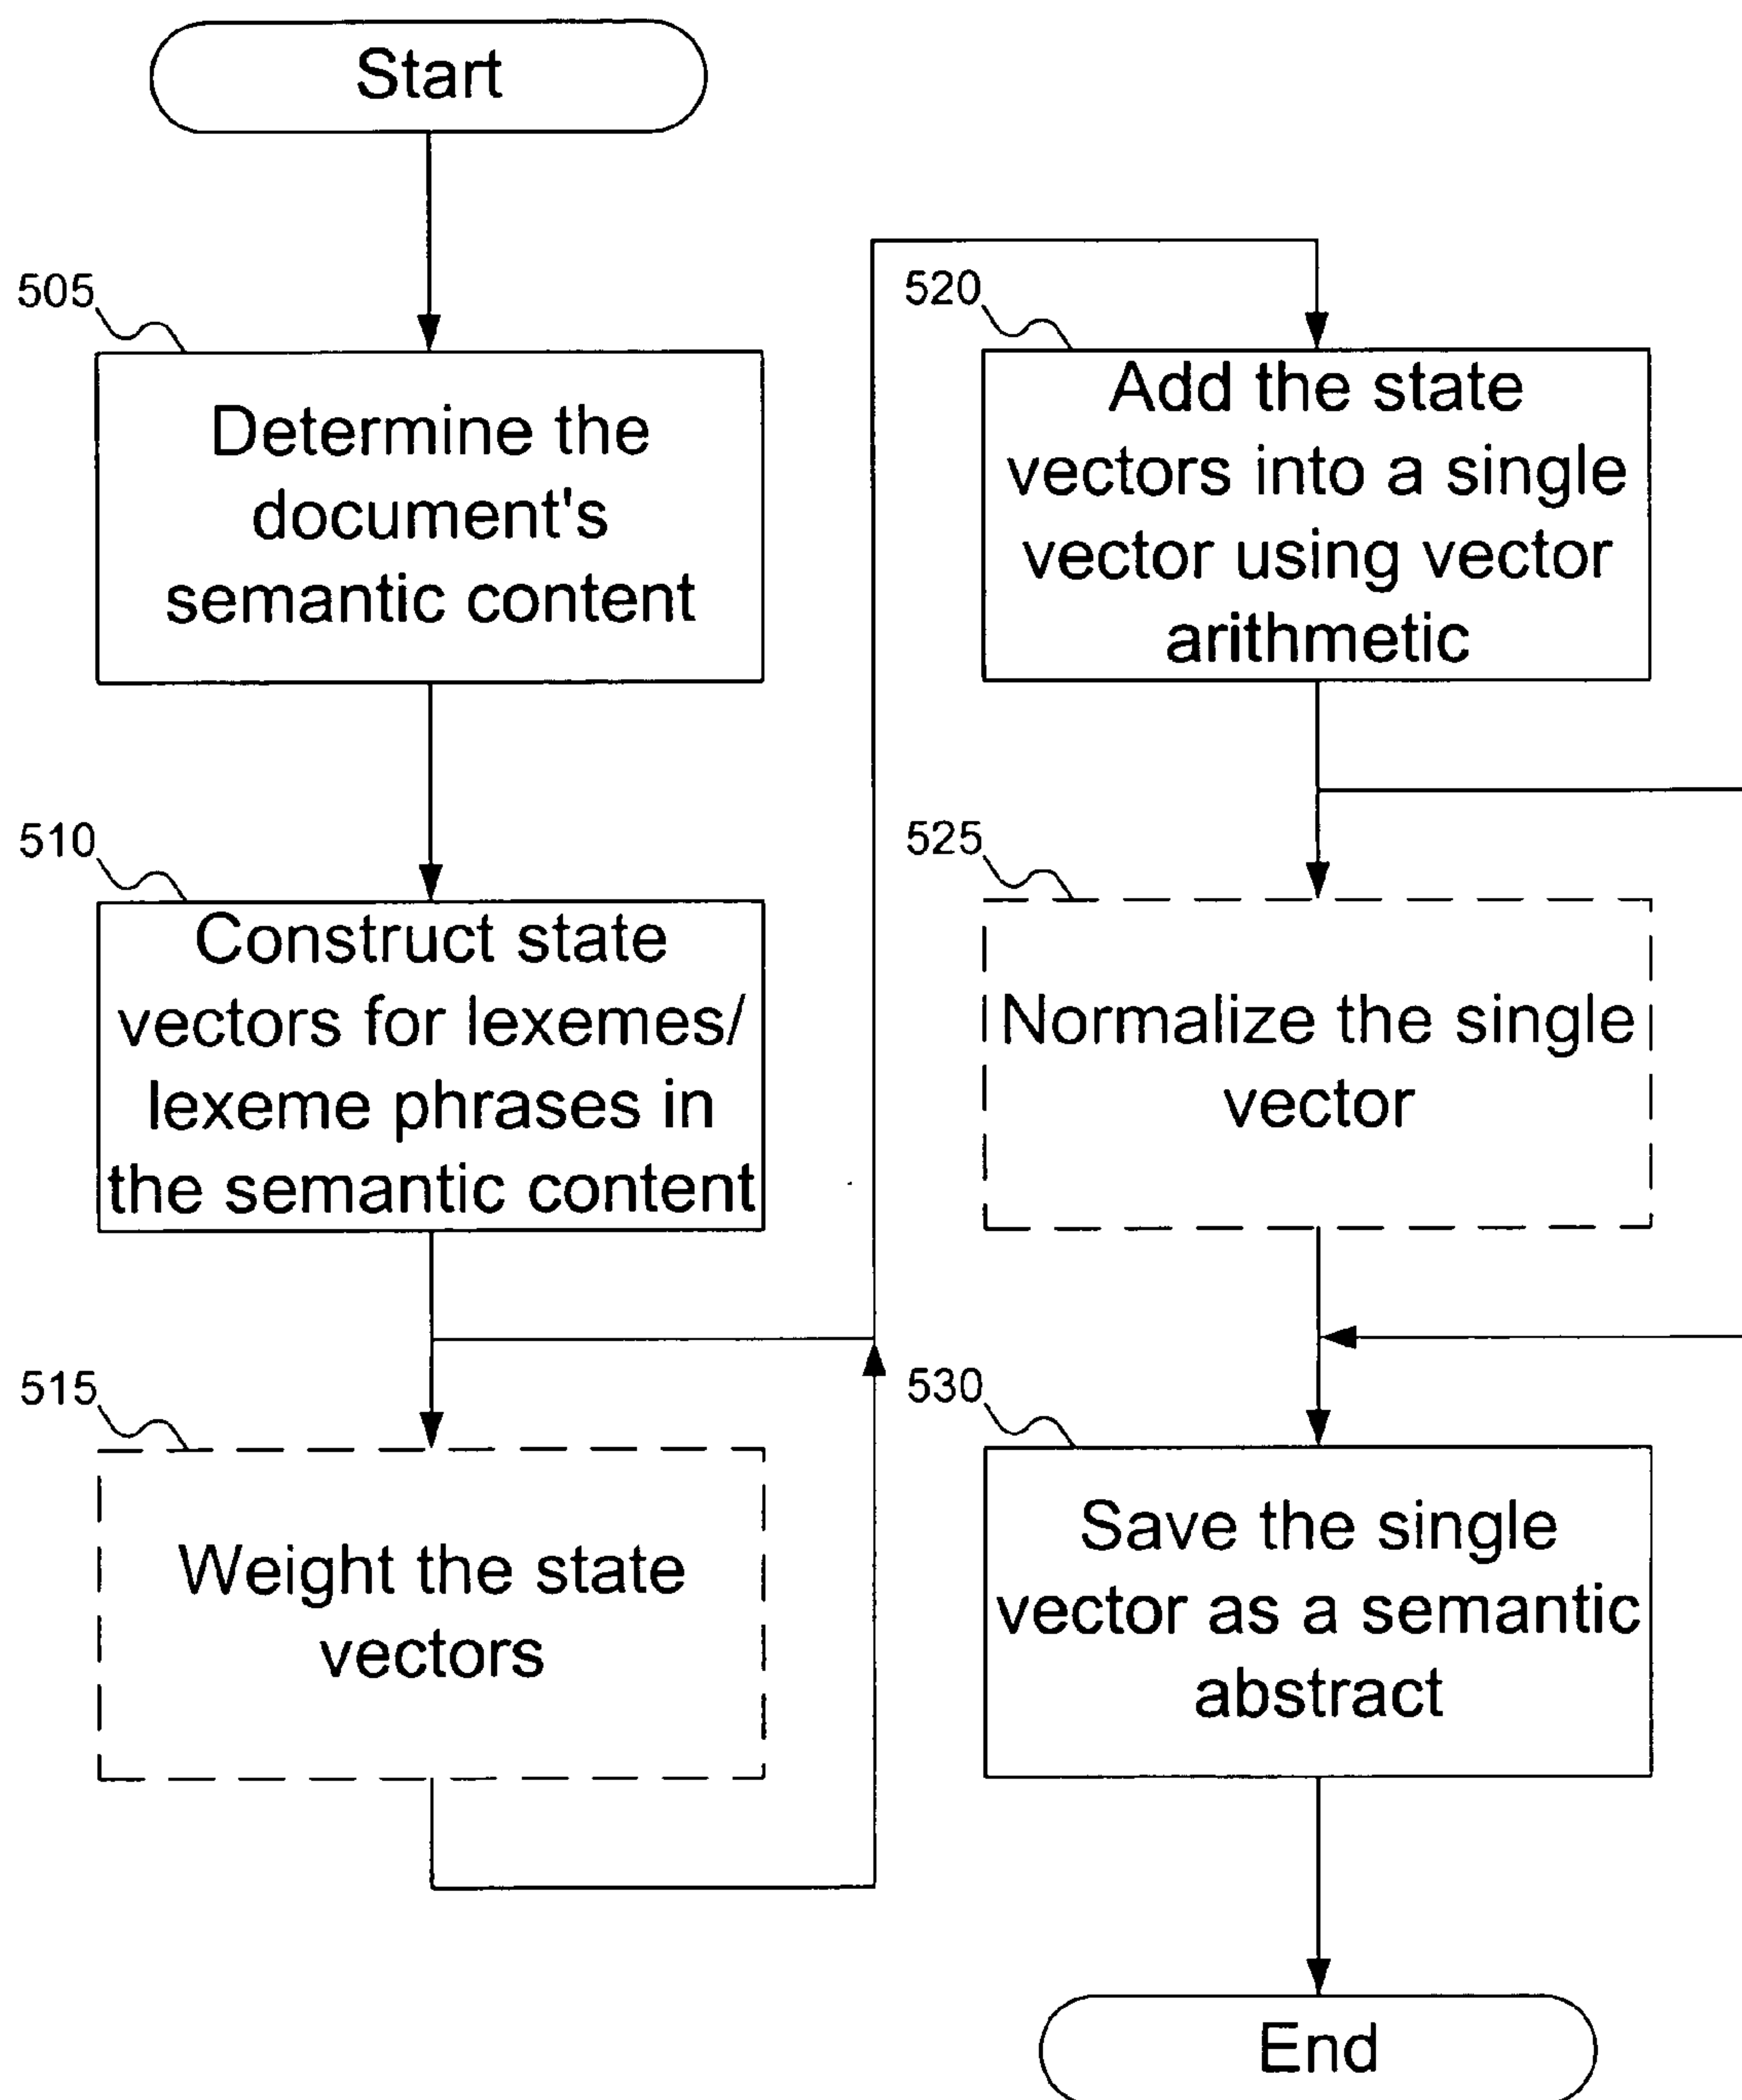 Start
505
Determine the
document's
semantic content
510
Construct state
vectors for lexemes/
lexeme phrases in
the semantic content
515
Weight the state
vectors
520
Add the state
vectors into a single
vector using vector
arithmetic
525
Normalize the single
vector
530
Save the single
vector as a semantic
abstract
End